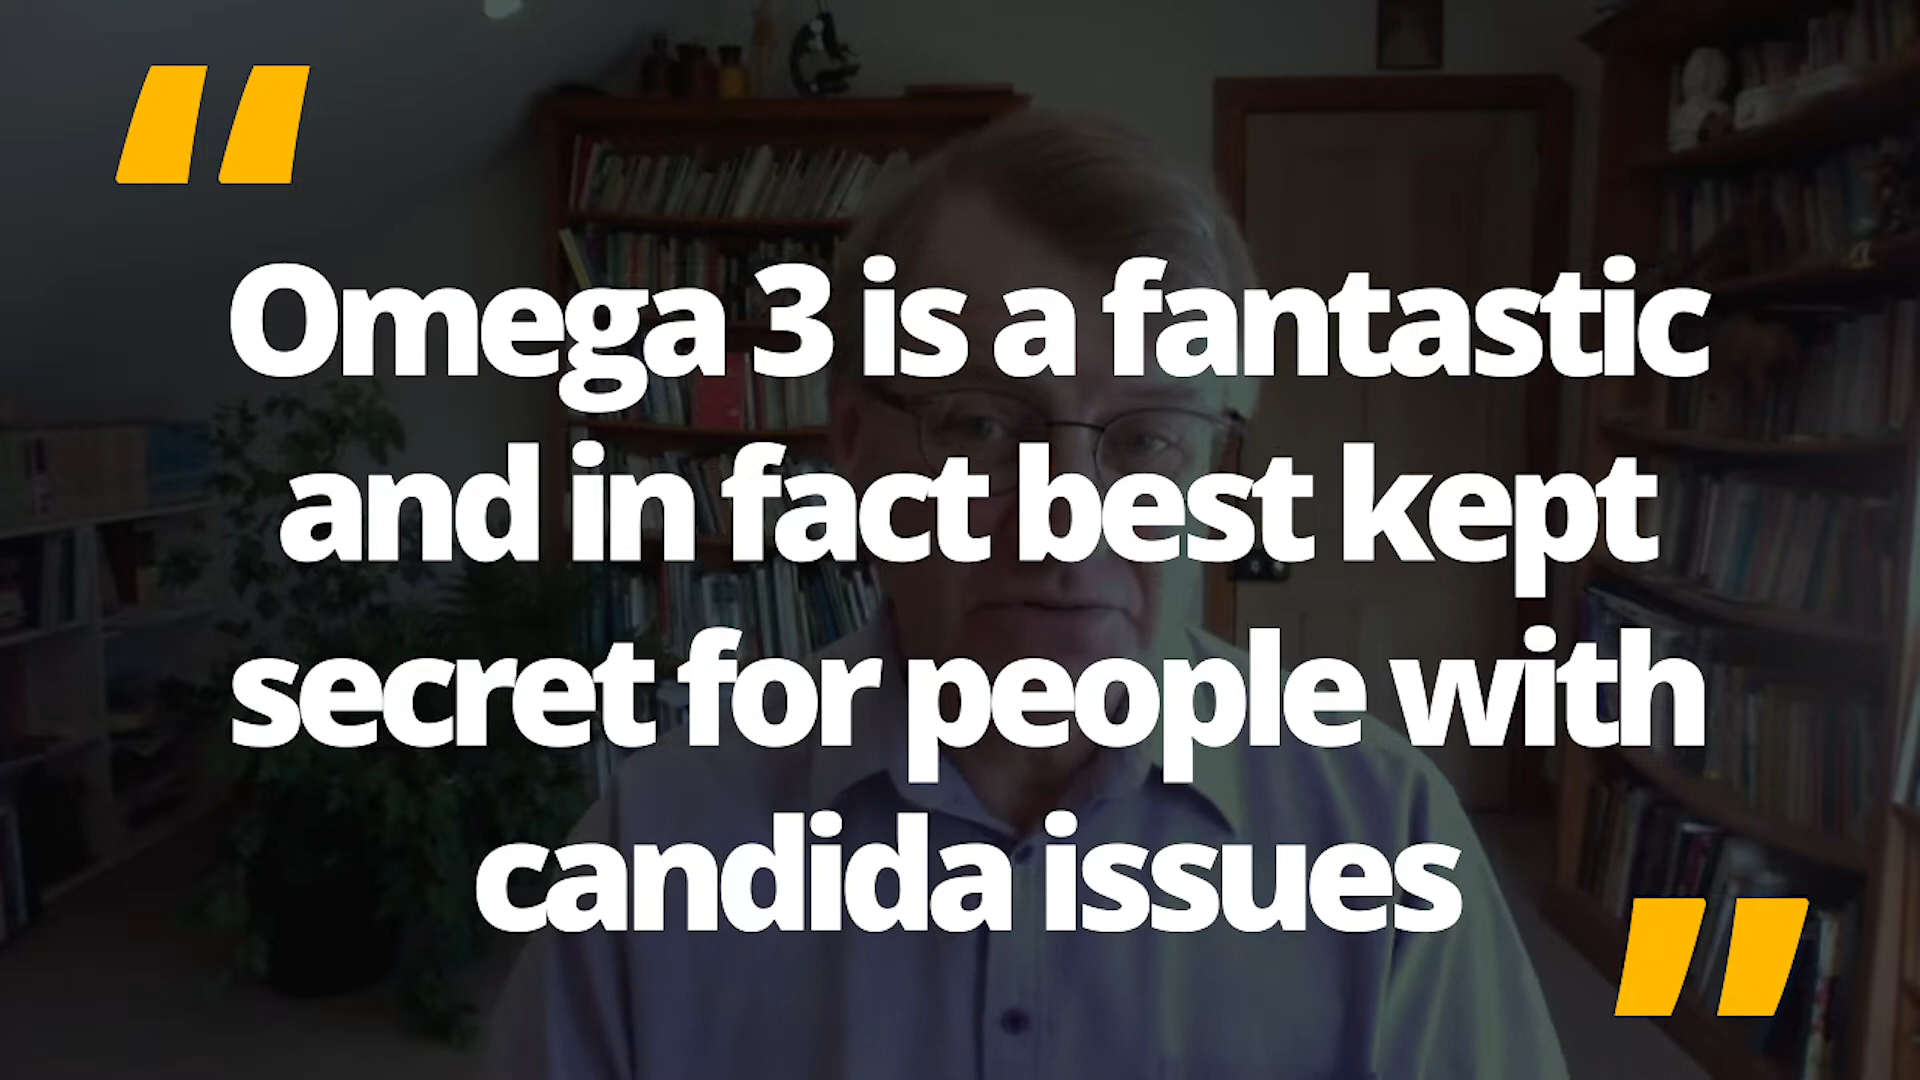 Omega 3 is a fantastic
and in fact best kept
secret for people with
candida issues